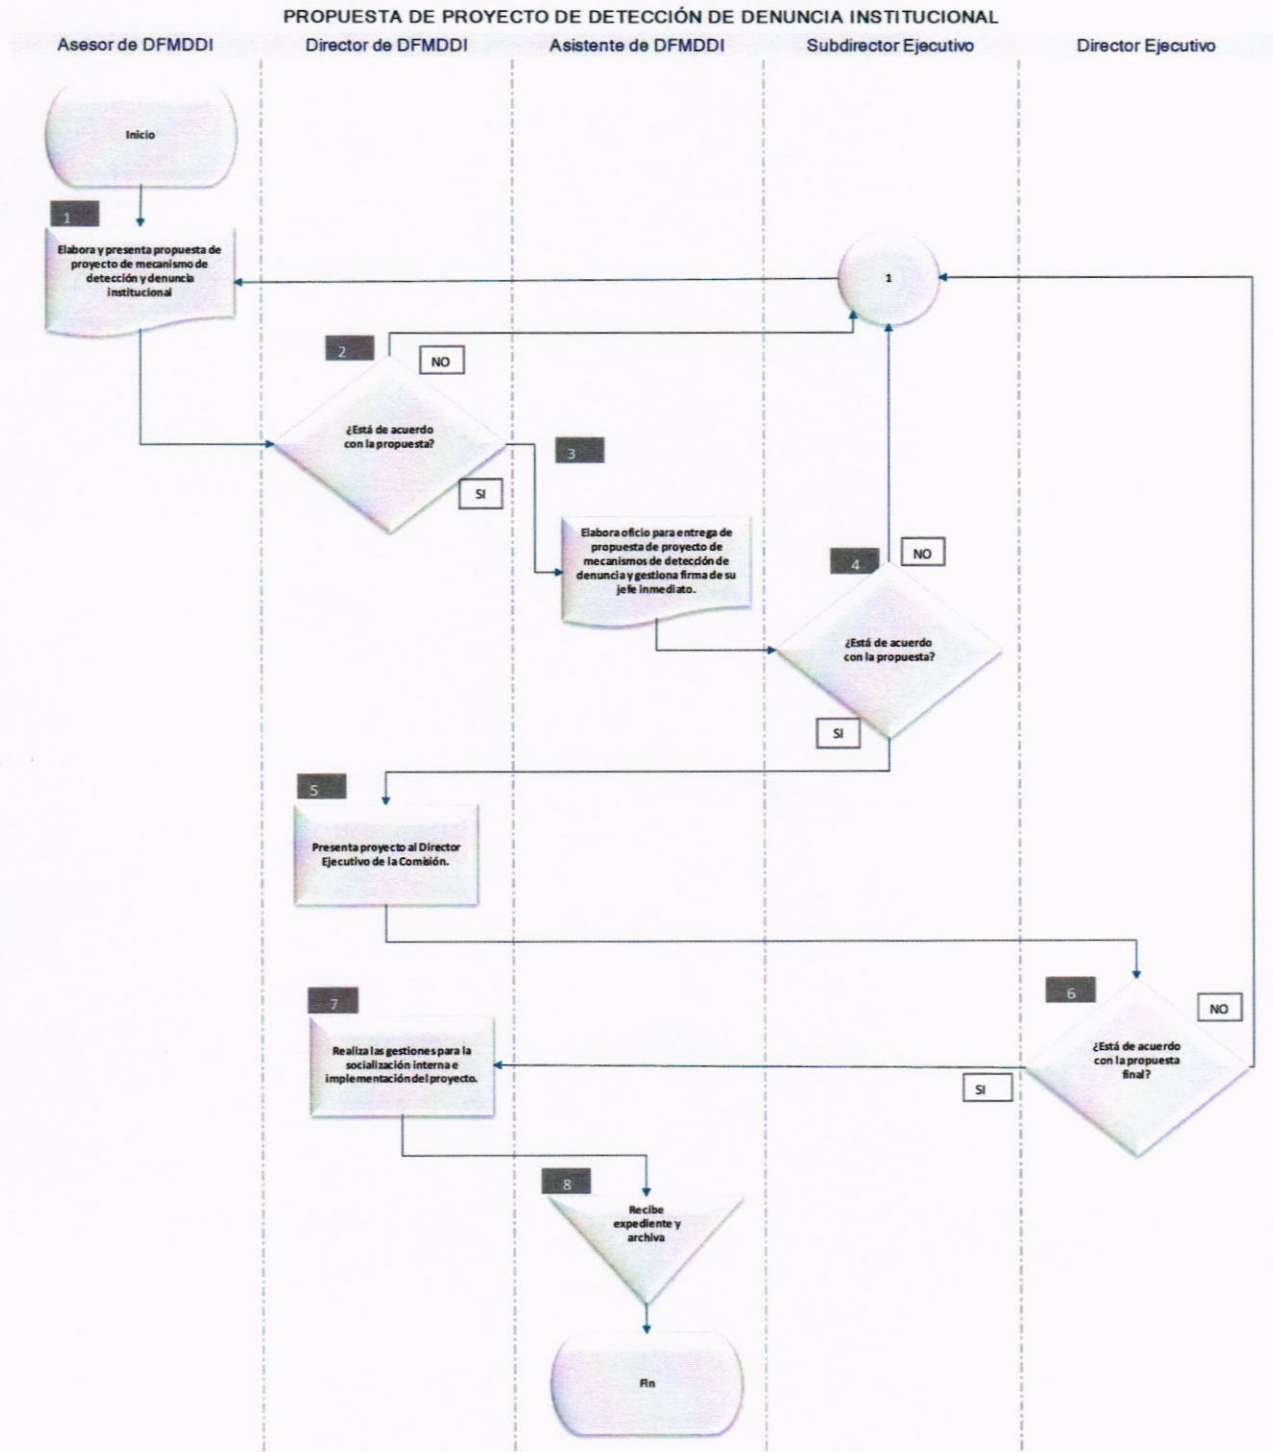 PROPUESTA DE PROYECTO DE DETECCIÓN DE DENUNCIA INSTITUCIONAL
Asesor de DFMDDI
Director de DFMDDI
Asistente de DFMDDI
Subdirector Ejecutivo
Director Ejecutivo
Inicio
1
Elabora y presenta propuesta de
proyecto de mecanismo de
detección y denuncia
institucional
1
2
NO
¿Está de acuerdo
con la propuesta?
SI
3
Elabora oficio para entrega de
propuesta de proyecto de
mecanismos de detección de
denuncia y gestiona firma de su
jefe inmediato.
4
NO
¿Está de acuerdo
con la propuesta?
SI
5
Presenta proyecto al Director
Ejecutivo de la Comisión.
6
NO
¿Está de acuerdo
con la propuesta
final?
SI
7
Realiza las gestiones para la
socialización interna e
implementación del proyecto.
8
Recibe
expediente y
archiva
Fin